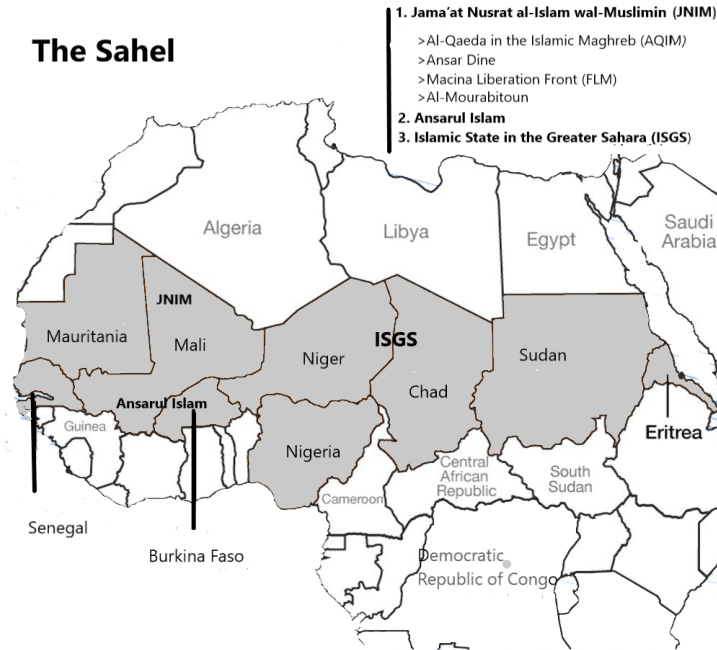 The Sahel
1. Jama'at Nusrat al-Islam wal-Muslimin (JNIM)
>Al-Qaeda in the Islamic Maghreb (AQIM)
>Ansar Dine
>Macina Liberation Front (FLM)
>Al-Mourabitoun
2. Ansarul Islam
3. Islamic State in the Greater Sahara (ISGS)
Algeria
Libya
Egypt
Saudi
Arabia
JNIM
Mauritania
Mali
Niger
ISGS
Chad
Sudan
Ansarul Islam
Guinea
Nigeria
Eritrea
Cameroon
Central
African
Republic
South
Sudan
Senegal
Burkina Faso
Democratic
Republic of Congo